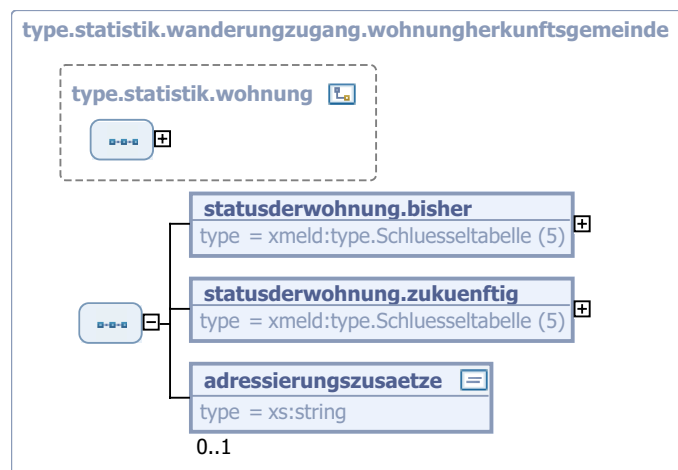 type.statistik.wanderungzugang.wohnungherkunftsgemeinde
type.statistik.wohnung
statusderwohnung.bisher
type = xmeld:type.Schluesseltabelle (5)
statusderwohnung.zukuenftig
type = xmeld:type.Schluesseltabelle (5)
adressierungszusaetze
type = xs:string
0..1